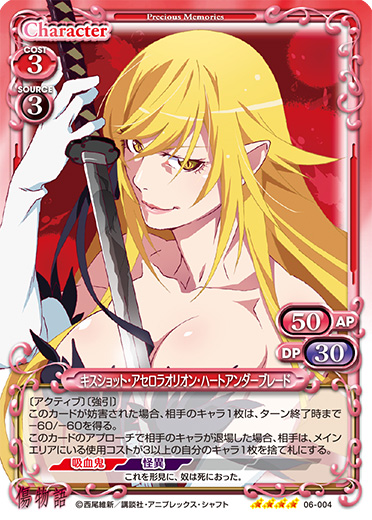 Precious Memories
Character
COST
3
SOURCE
3
50 AP
DP 30
キスショット・アセロラオリオン・ハートアンダーブレード
〔アクティブ〕〔強引〕
このカードが妨害された場合、相手のキャラ1枚は、ターン終了時まで
-60/-60を得る。
このカードのアプローチで相手のキャラが退場した場合、相手は、メイン
エリアにいる使用コストが3以上の自分のキャラ1枚を捨て札にする。
吸血鬼 怪異
これを形見に、奴は死におった。
傷物語
©西尾維新/講談社・アニプレックス・シャフト
★★★★ 06-004